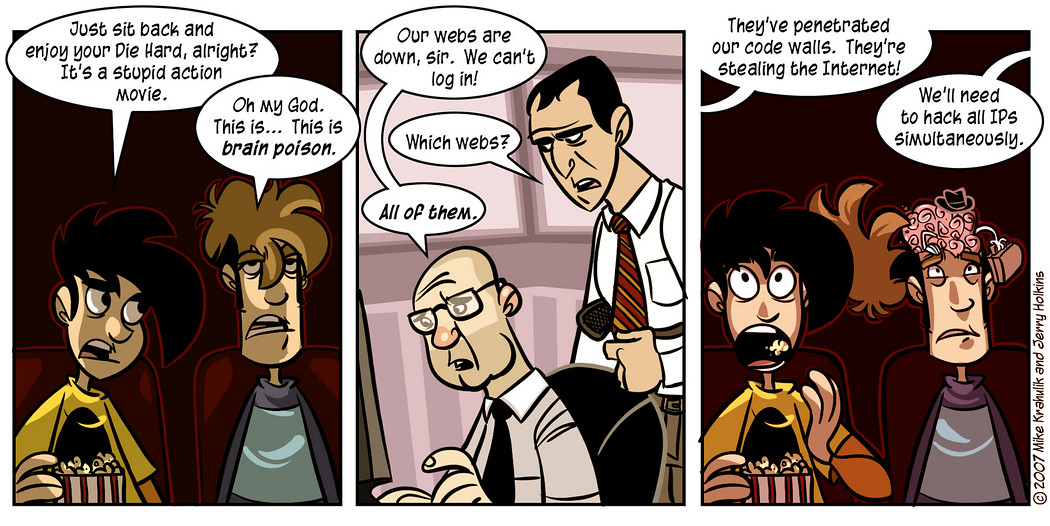 Just sit back and
enjoy your Die Hard, alright?
It's a stupid action
movie.
Oh my God.
This is... This is
brain poison.
Our webs are
down, sir. We can't
log in!
Which webs?
All of them.
They've penetrated
our code walls. They're
stealing the Internet!
We'll need
to hack all IPs
simultaneously.
© 2007 Mike Krahulik and Jerry Holkins